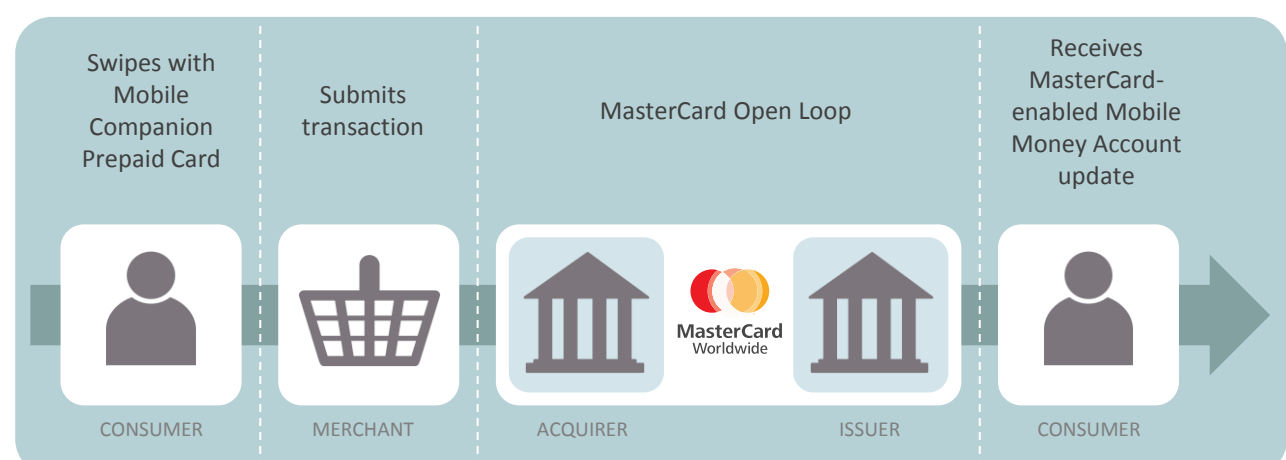 Swipes with
Mobile
Companion
Prepaid Card
Submits
transaction
MasterCard Open Loop
Receives
MasterCard-
enabled Mobile
Money Account
update
MasterCard
Worldwide
CONSUMER
MERCHANT
ACQUIRER
ISSUER
CONSUMER